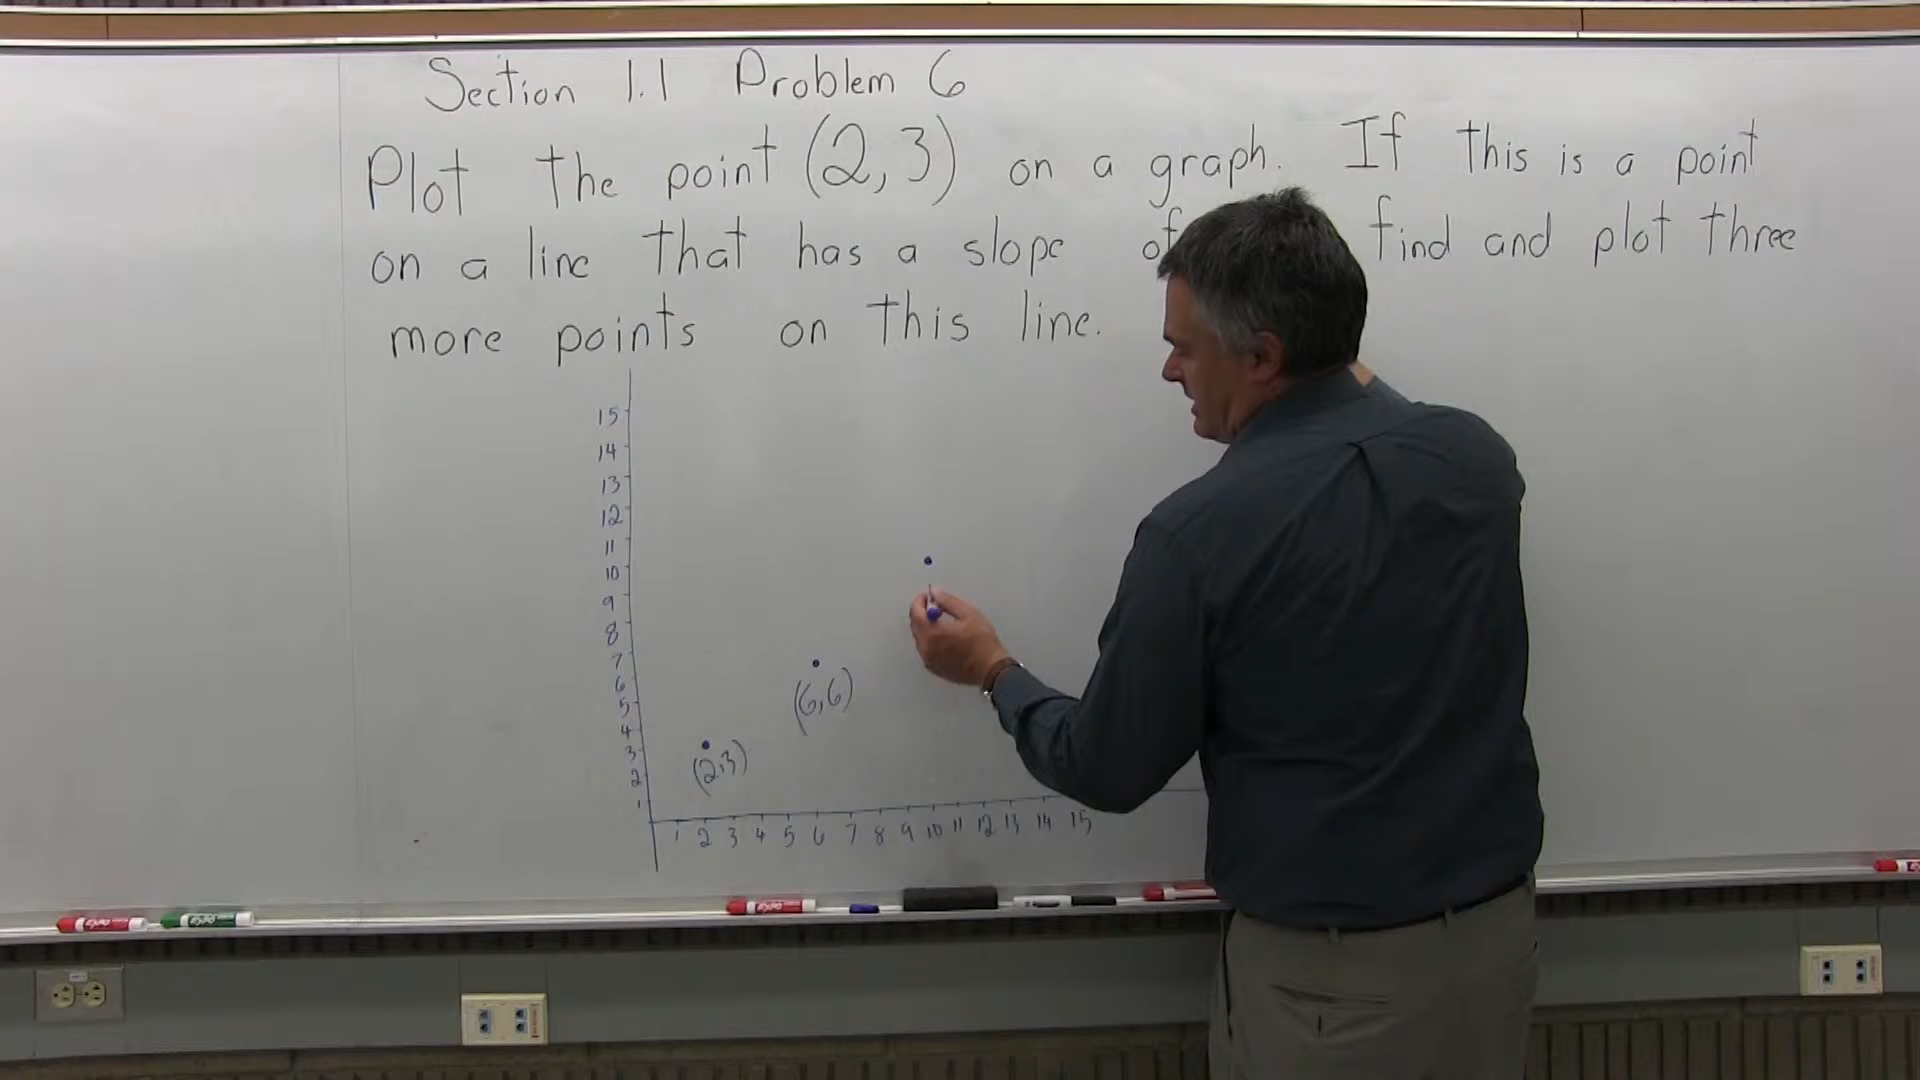 Section 1.1 Problem 6
Plot the point (2,3) on a graph. If this is a point
on a line that has a slope of find and plot three
more points on this line.
15
14
13
12
11
10
9
8
7
6
5
4
3
2
1
(6,6)
(2,3)
1 2 3 4 5 6 7 8 9 10 11 12 13 14 15
EXPO EXPO EXPO